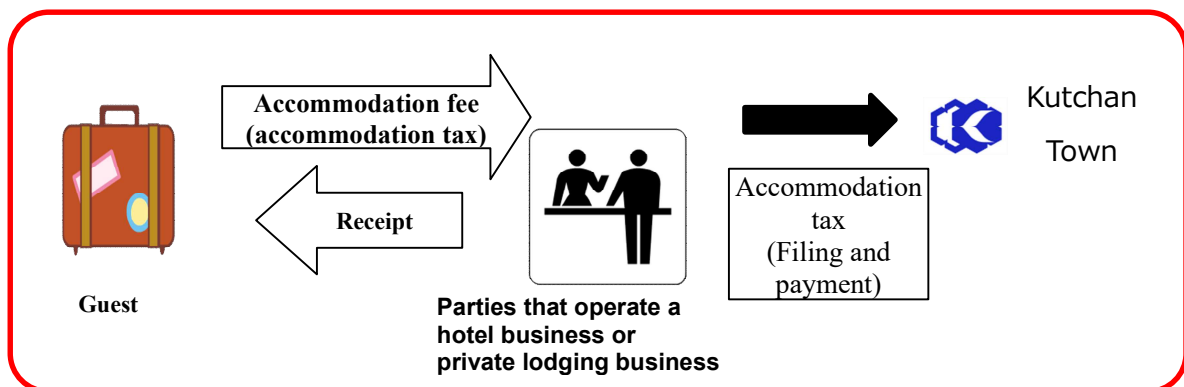 Accommodation fee
(accommodation tax)
Receipt
Guest
Parties that operate a
hotel business or
private lodging business
Accommodation
tax
(Filing and
payment)
Kutchan
Town